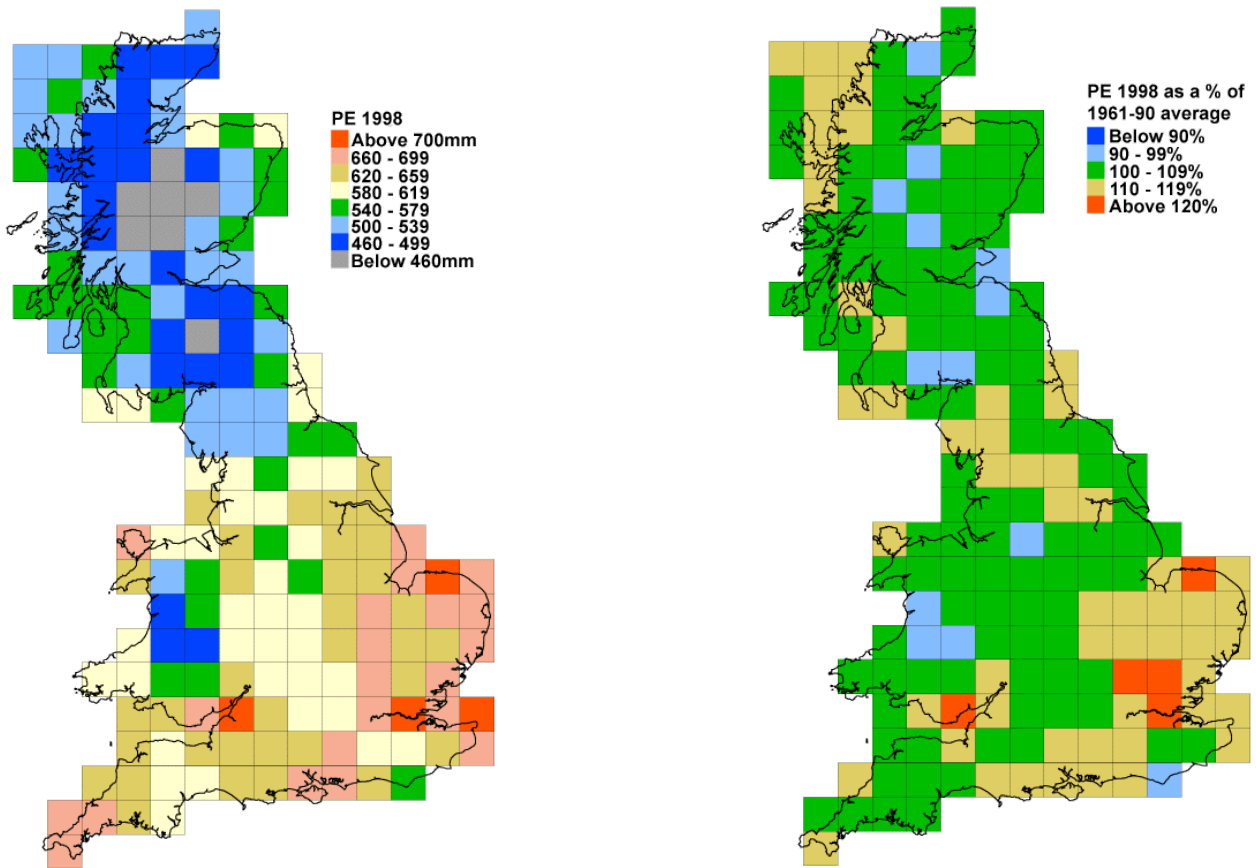 PE 1998
Above 700mm
660 - 699
620 - 659
580 - 619
540 - 579
500 - 539
460 - 499
Below 460mm
PE 1998 as a % of
1961-90 average
Below 90%
90 - 99%
100 - 109%
110 - 119%
Above 120%